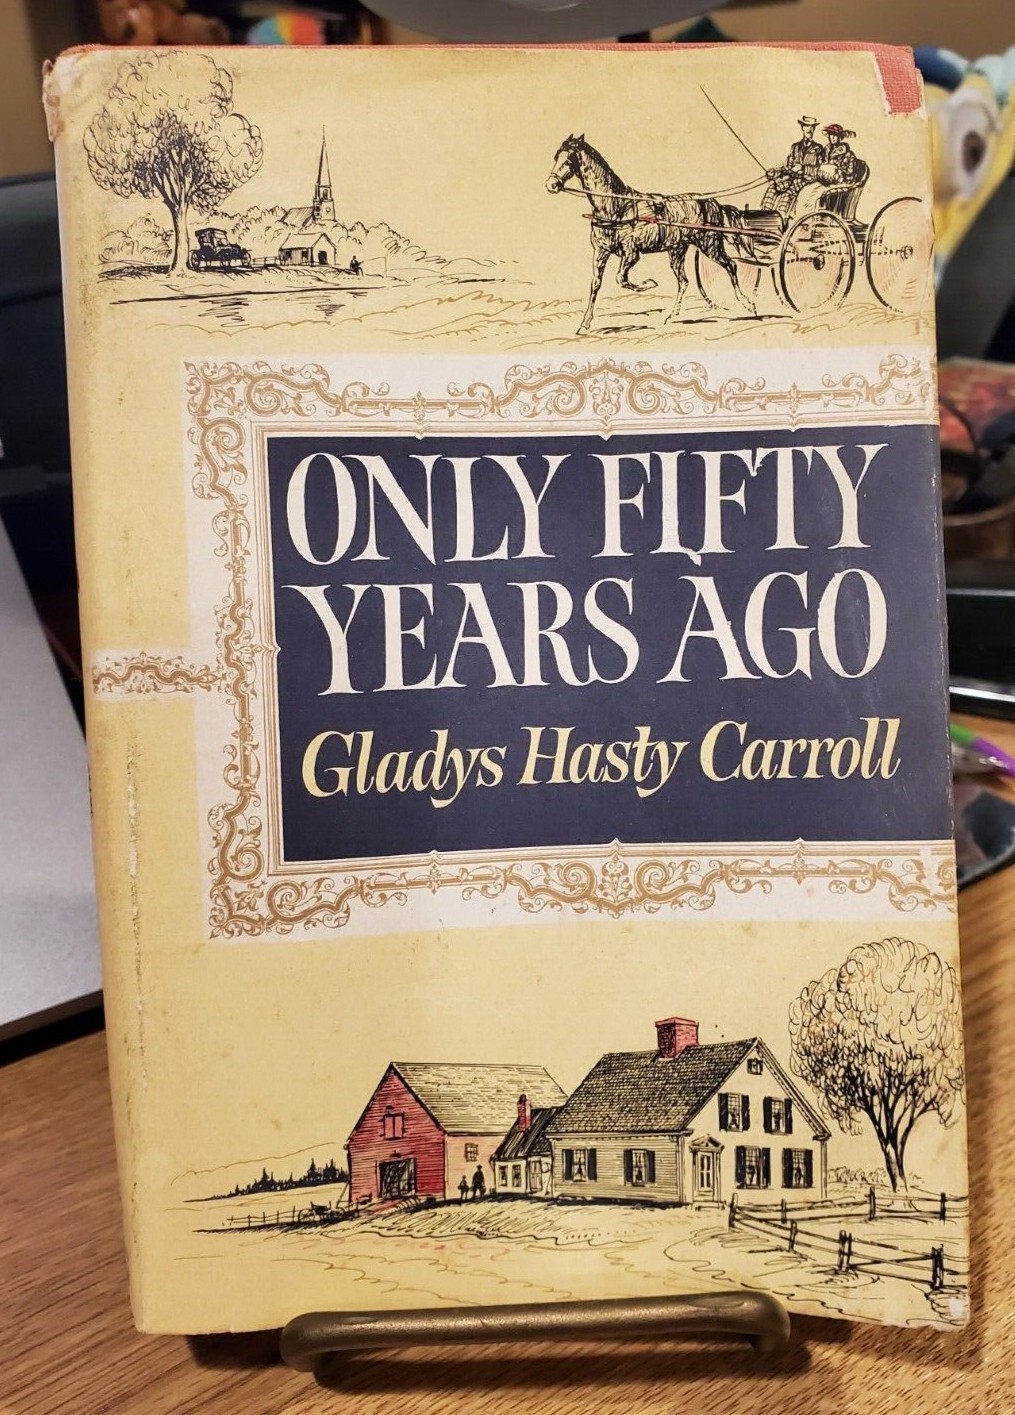 ONLY FIFTY
YEARS AGO
Gladys Hasty Carroll